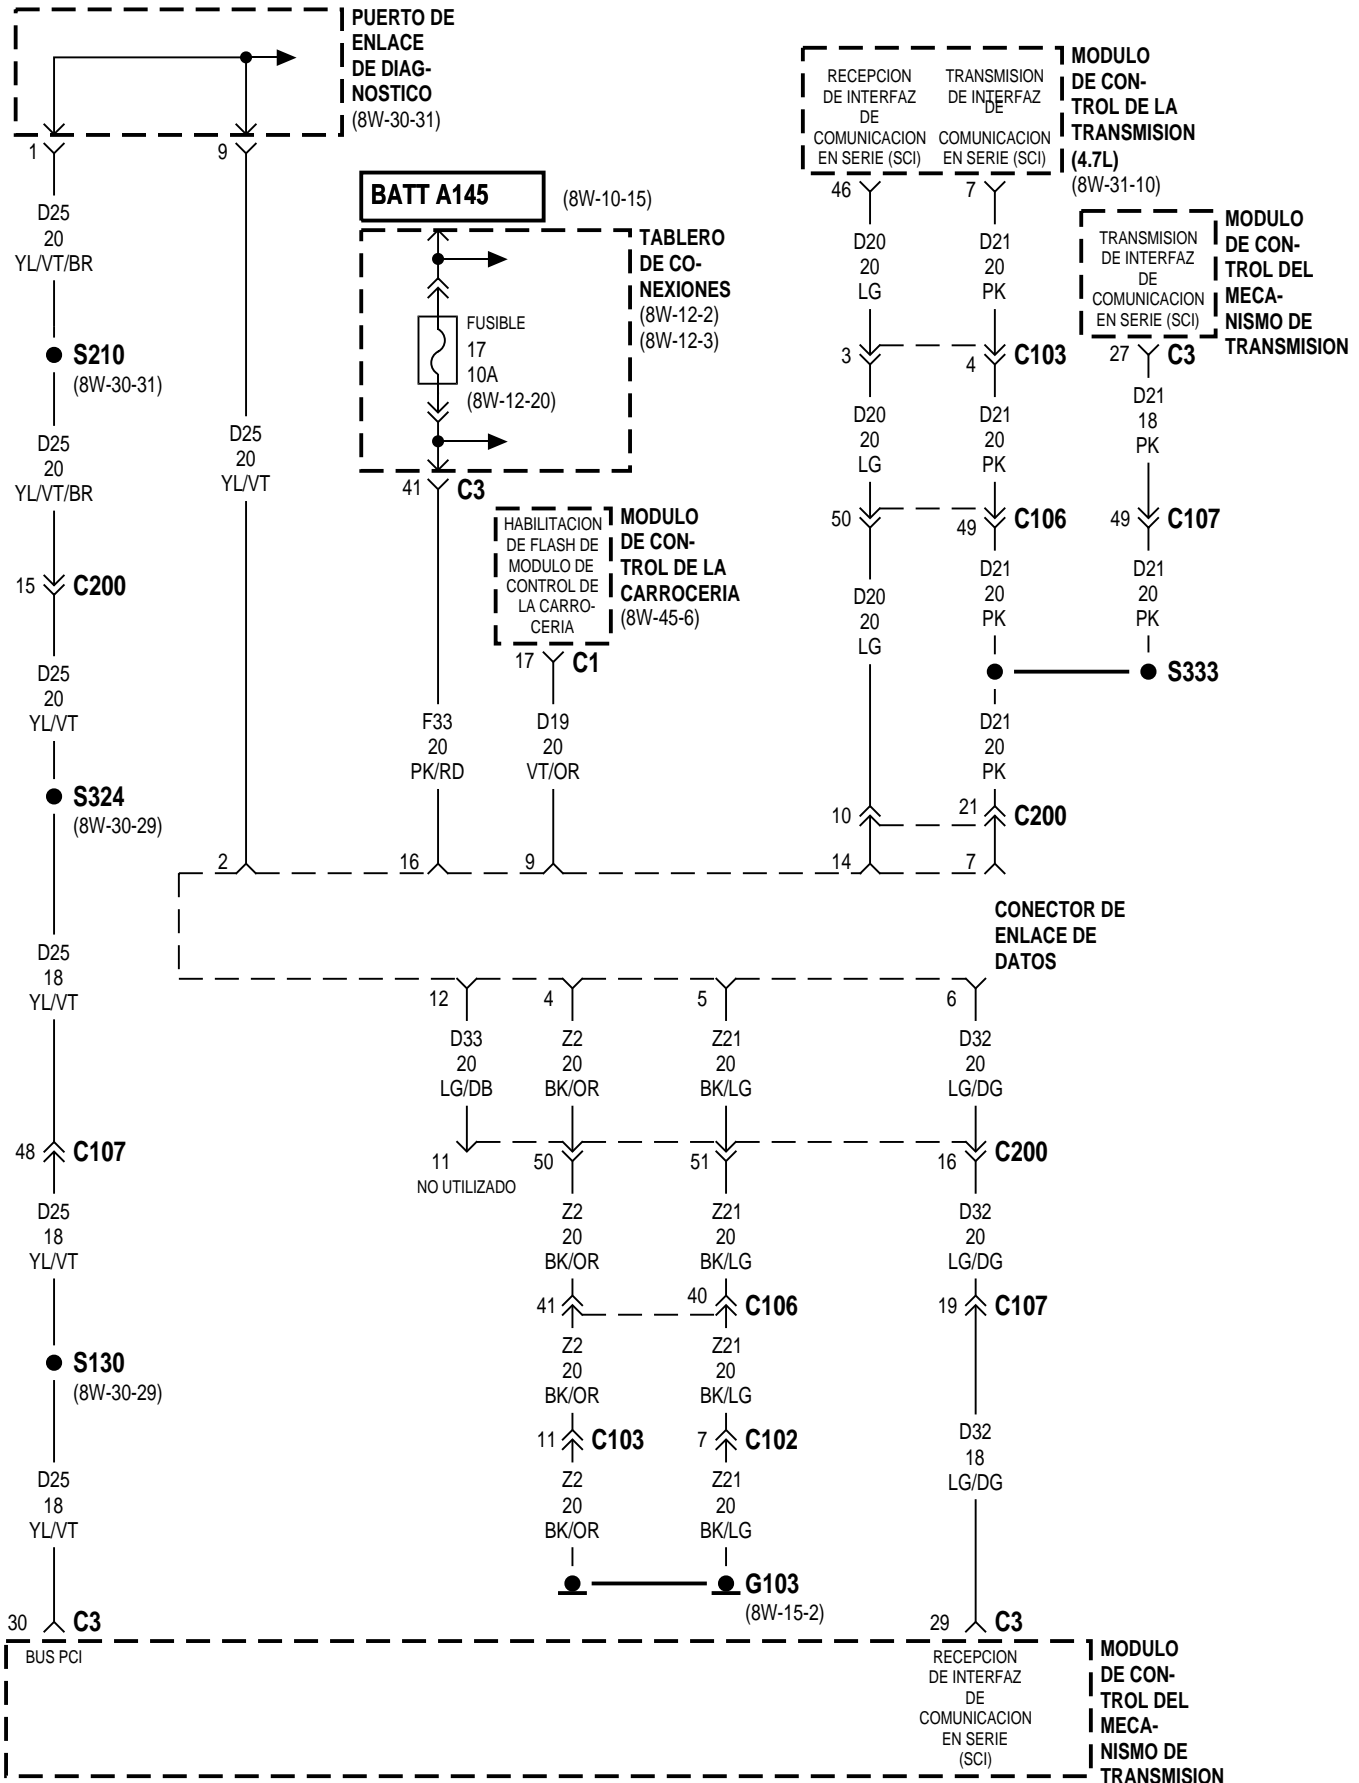 PUERTO DE
ENLACE
DE DIAG-
NOSTICO
(8W-30-31)
1
9
D25
20
YL/VT/BR
S210
(8W-30-31)
D25
20
YL/VT/BR
15
C200
D25
20
YL/VT
S324
(8W-30-29)
D25
18
YL/VT
48
C107
D25
18
YL/VT
S130
(8W-30-29)
D25
18
YL/VT
30
C3
BUS PCI
D25
20
YL/VT
2
BATT A145
(8W-10-15)
TABLERO
DE CO-
NEXIONES
(8W-12-2)
(8W-12-3)
FUSIBLE
17
10A
(8W-12-20)
41
C3
F33
20
PK/RD
16
HABILITACION
DE FLASH DE
MODULO DE
CONTROL DE
LA CARRO-
CERIA
MODULO
DE CON-
TROL DE LA
CARROCERIA
(8W-45-6)
17
C1
D19
20
VT/OR
9
RECEPCION
DE INTERFAZ
DE
COMUNICACION
EN SERIE (SCI)
TRANSMISION
DE INTERFAZ
DE
COMUNICACION
EN SERIE (SCI)
MODULO
DE CON-
TROL DE LA
TRANSMISION
(4.7L)
(8W-31-10)
46
7
D20
20
LG
D21
20
PK
3
4
C103
D20
20
LG
D21
20
PK
50
49
C106
D20
20
LG
D21
20
PK
TRANSMISION
DE INTERFAZ
DE
COMUNICACION
EN SERIE (SCI)
MODULO
DE CON-
TROL DEL
MECA-
NISMO DE
TRANSMISION
27
C3
D21
18
PK
49
C107
D21
20
PK
S333
D21
20
PK
10
21
C200
14
7
CONECTOR DE
ENLACE DE
DATOS
12
4
5
6
D33
20
LG/DB
Z2
20
BK/OR
Z21
20
BK/LG
D32
20
LG/DG
11
NO UTILIZADO
50
51
16
C200
Z2
20
BK/OR
Z21
20
BK/LG
D32
20
LG/DG
41
40
C106
19
C107
Z2
20
BK/OR
Z21
20
BK/LG
11
C103
7
C102
D32
18
LG/DG
Z2
20
BK/OR
Z21
20
BK/LG
G103
(8W-15-2)
29
C3
RECEPCION
DE INTERFAZ
DE
COMUNICACION
EN SERIE
(SCI)
MODULO
DE CON-
TROL DEL
MECA-
NISMO DE
TRANSMISION